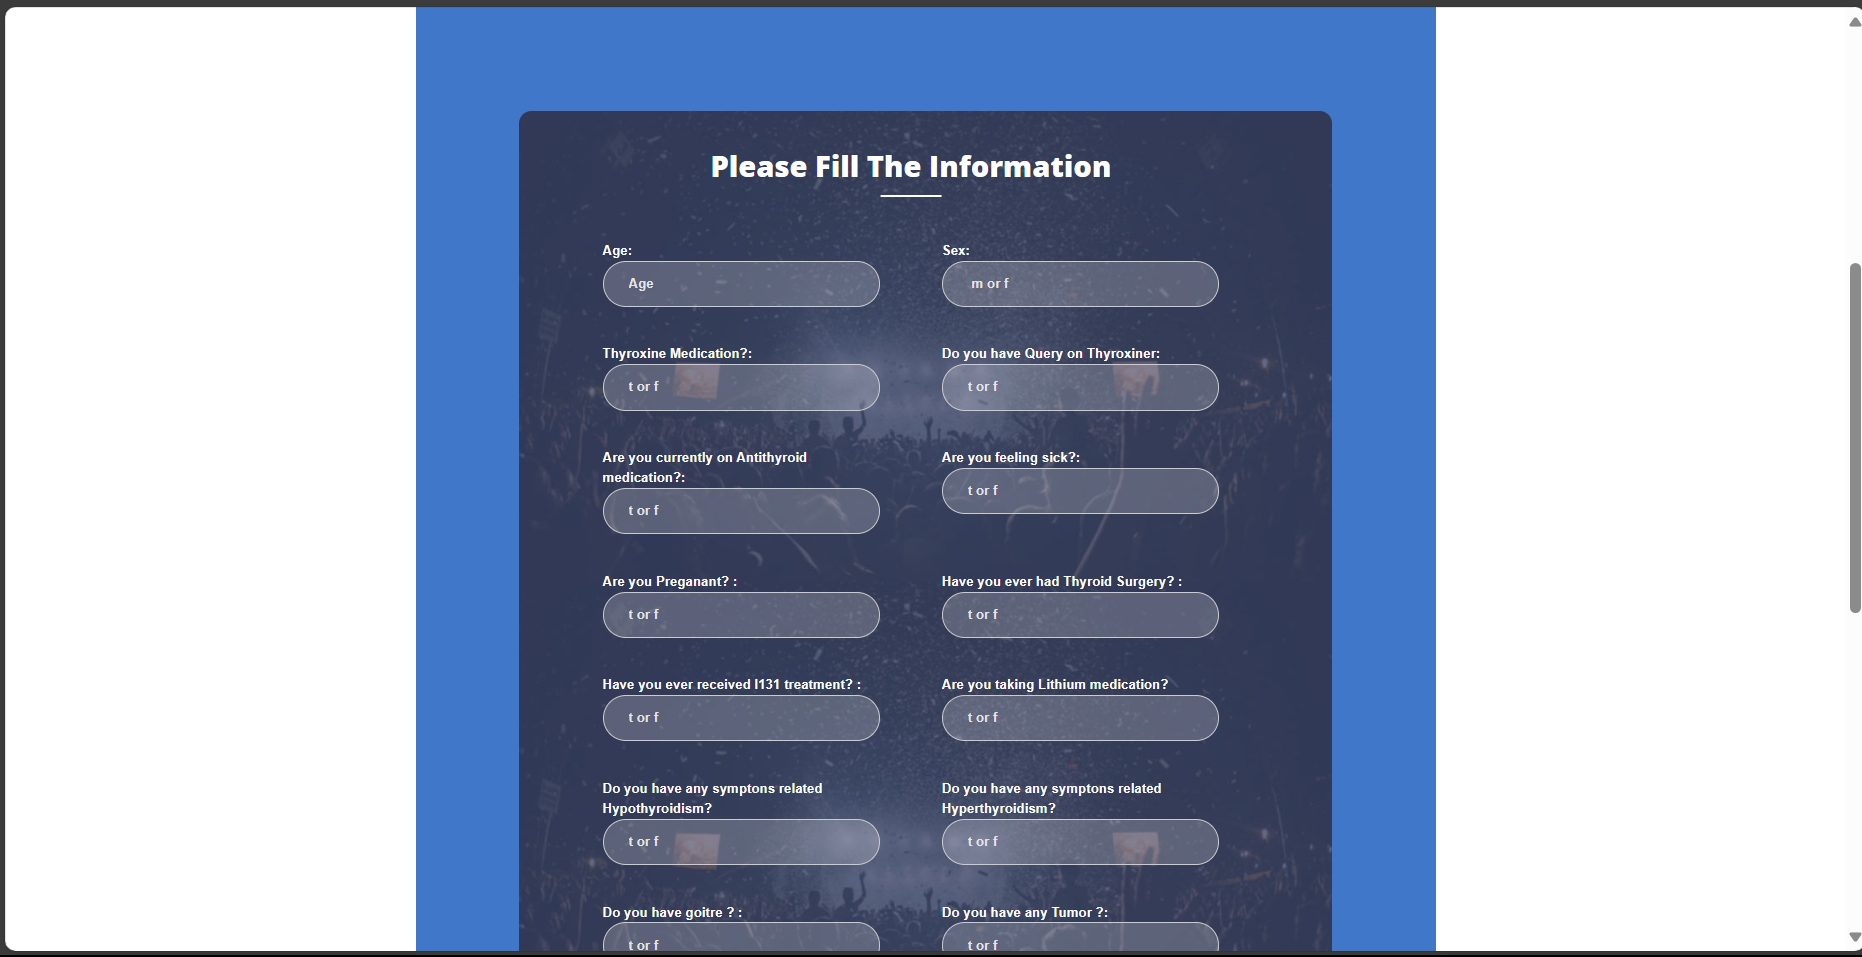 Please Fill The Information
Age:
Sex:
Age
m or f
Thyroxine Medication?:
Do you have Query on Thyroxiner:
t or f
t or f
Are you currently on Antithyroid
medication?:
Are you feeling sick?:
t or f
t or f
Are you Preganant? :
Have you ever had Thyroid Surgery? :
t or f
t or f
Have you ever received I131 treatment? :
Are you taking Lithium medication?
t or f
t or f
Do you have any symptons related
Hypothyroidism?
Do you have any symptons related
Hyperthyroidism?
t or f
t or f
Do you have goitre ? :
Do you have any Tumor ?:
t or f
t or f